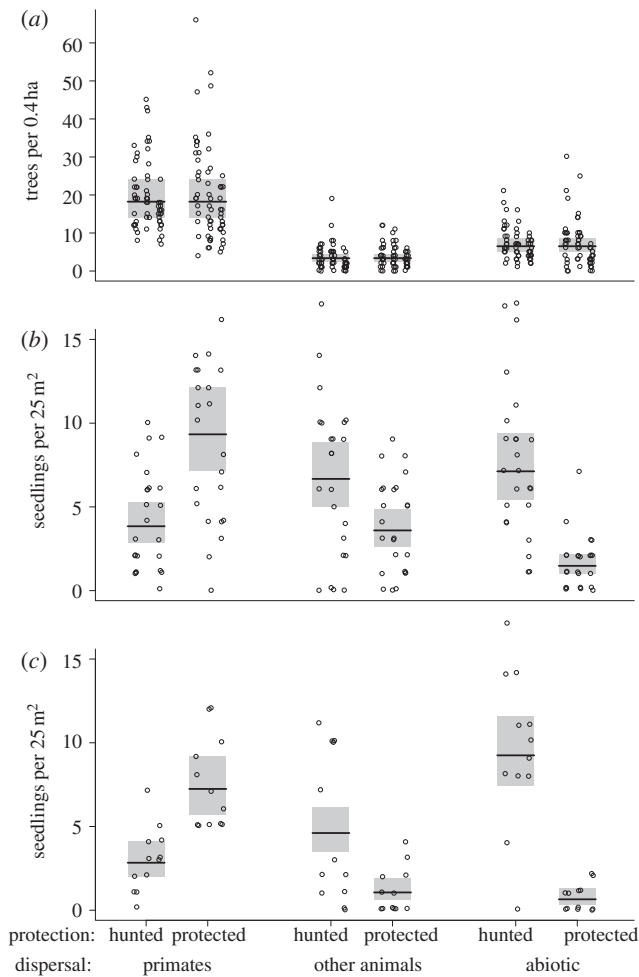 (a)
60
50
40
30
20
10
0
trees per 0.4 ha
(b)
15
10
5
0
seedlings per 25 m²
(c)
15
10
5
0
seedlings per 25 m²
protection: hunted protected hunted protected hunted protected
dispersal: primates other animals abiotic